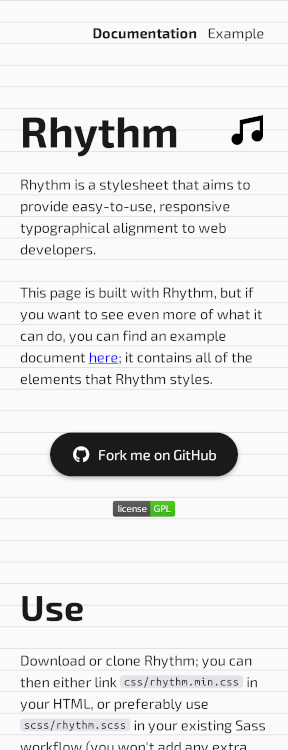 Documentation Example
Rhythm
Rhythm is a stylesheet that aims to
provide easy-to-use, responsive
typographical alignment to web
developers.
This page is built with Rhythm, but if
you want to see even more of what it
can do, you can find an example
document here; it contains all of the
elements that Rhythm styles.
Fork me on GitHub
license GPL
Use
Download or clone Rhythm; you can
then either link css/rhythm.min.css in
your HTML, or preferably use
scss/rhythm.scss in your existing Sass
workflow (you won't add any extra